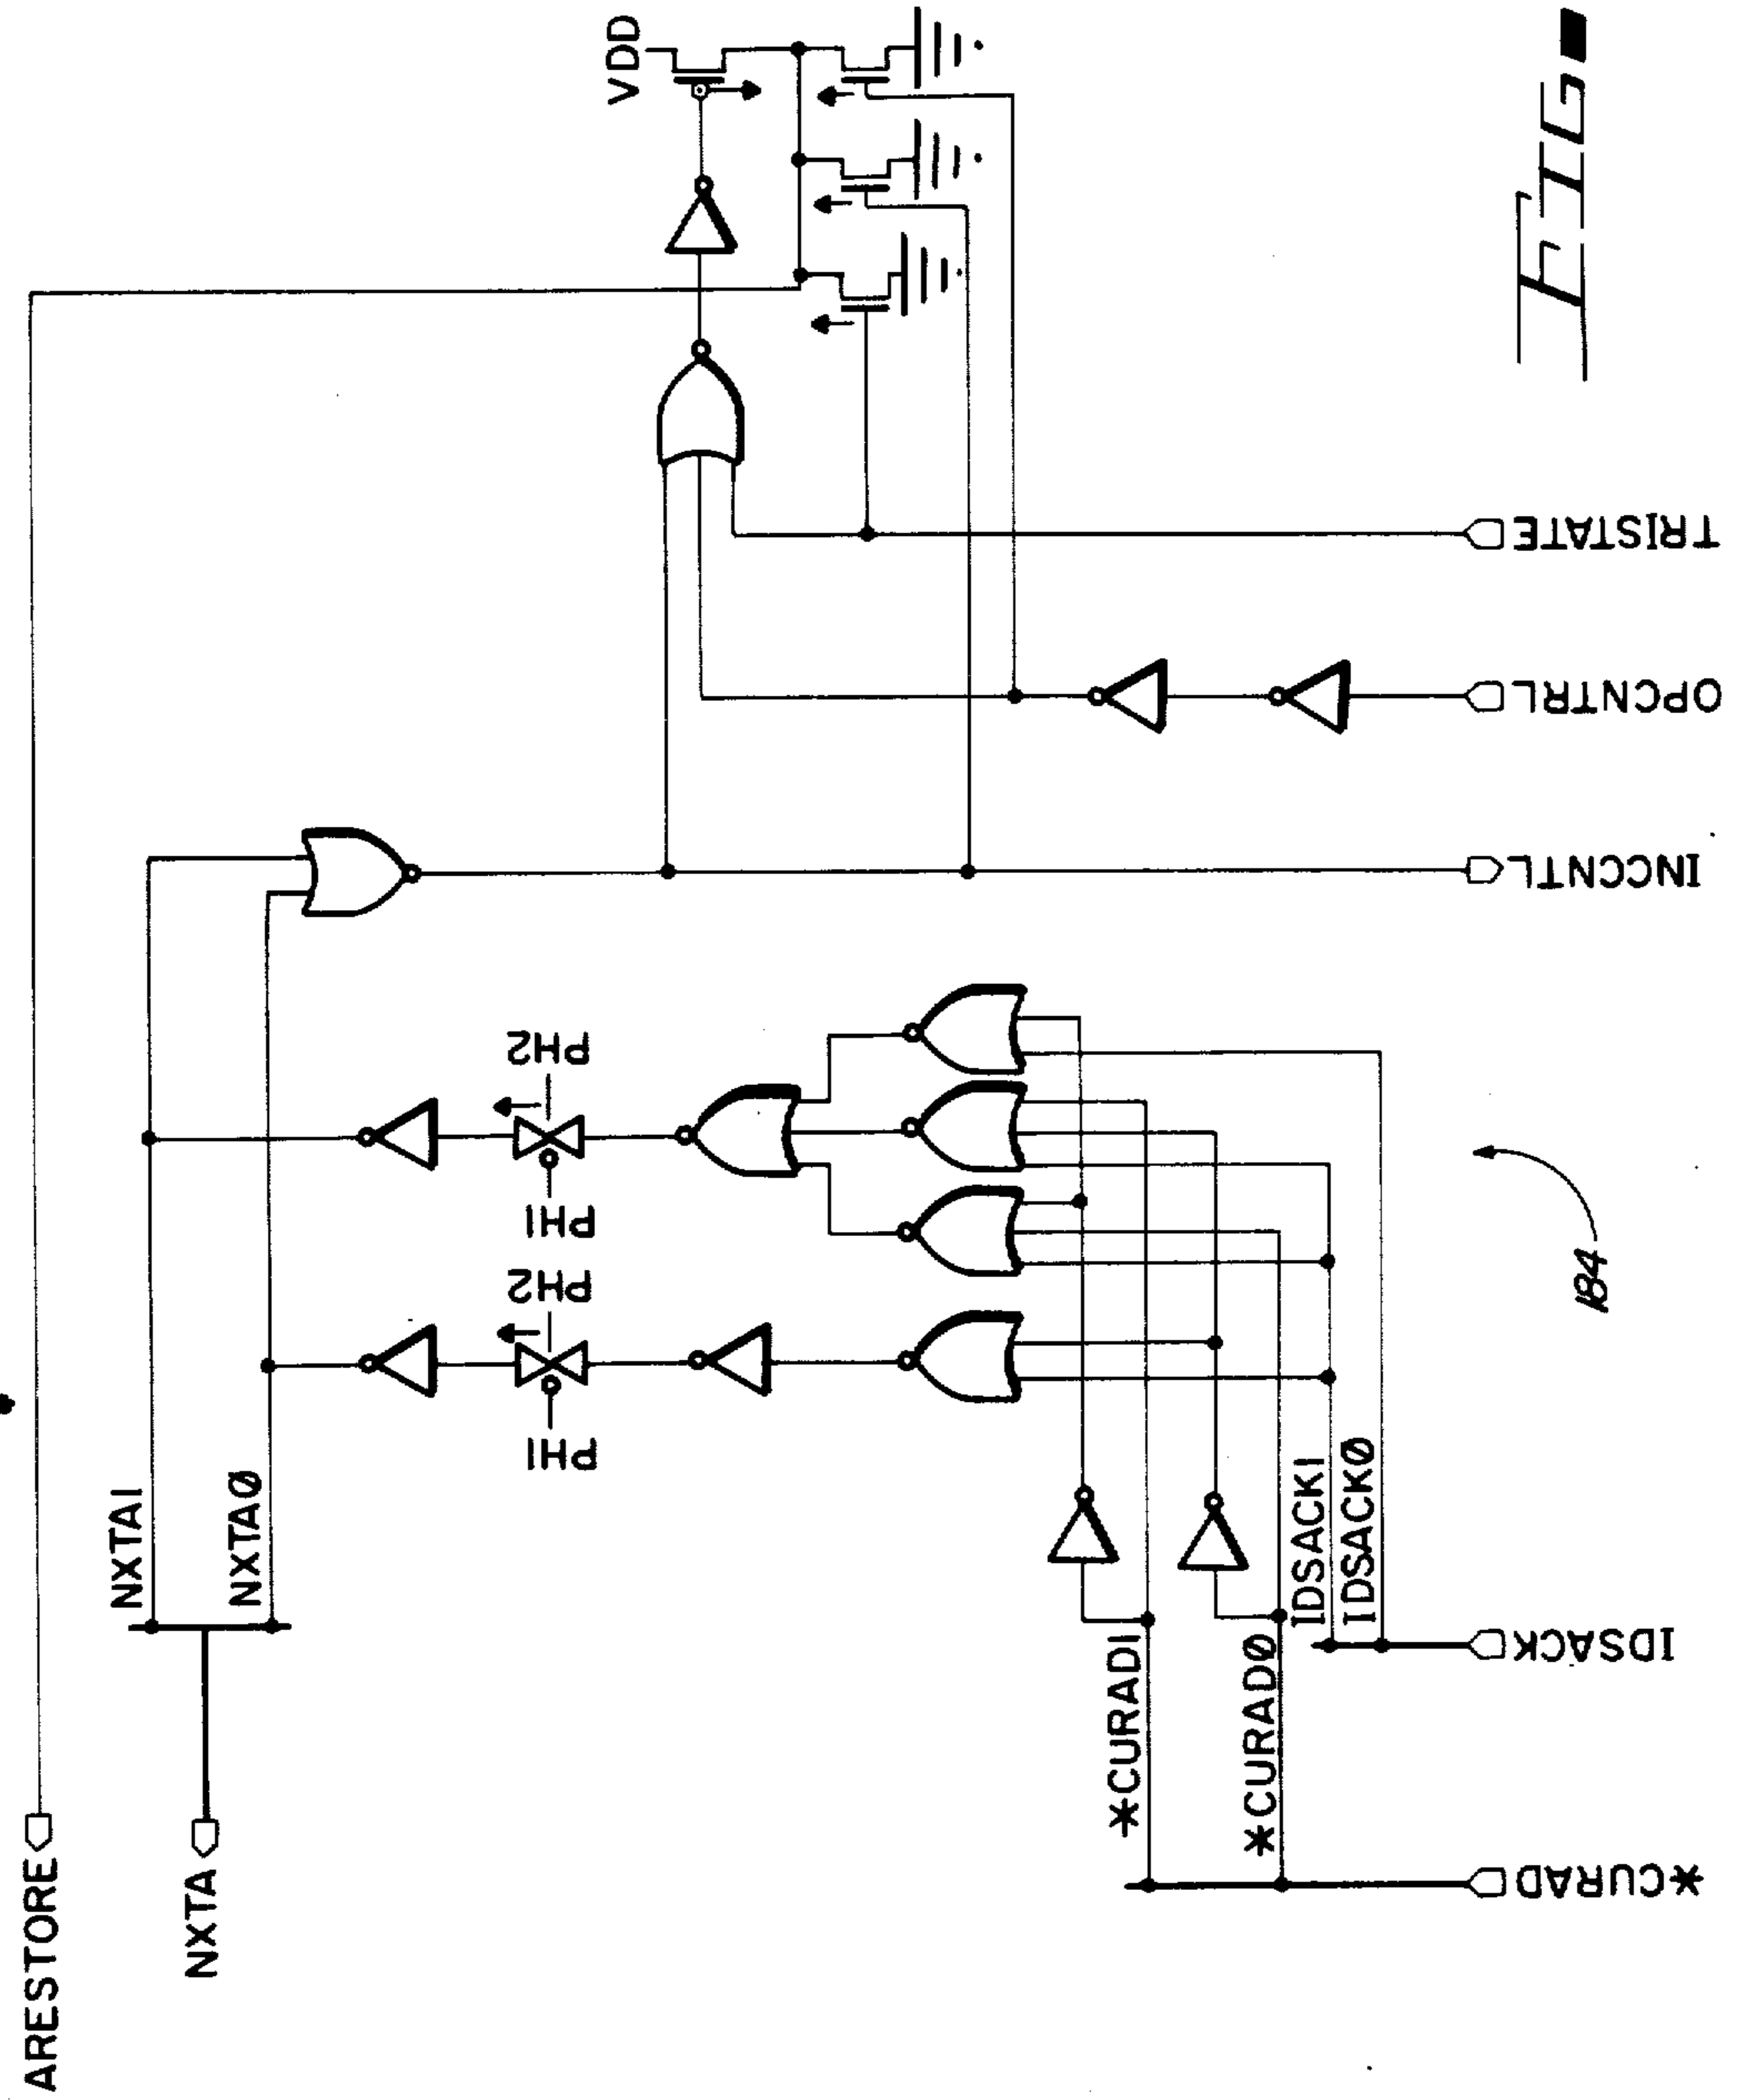 ARESTORE
NXTA
NXTA1
NXTA0
VDD
PH2
PH1
PH2
PH1
*CURAD1
*CURAD0
IDSACK1
IDSACK0
*CURAD
IDSACK
INCCNTL
OPCNTRL
TRISTATE
184
FIG